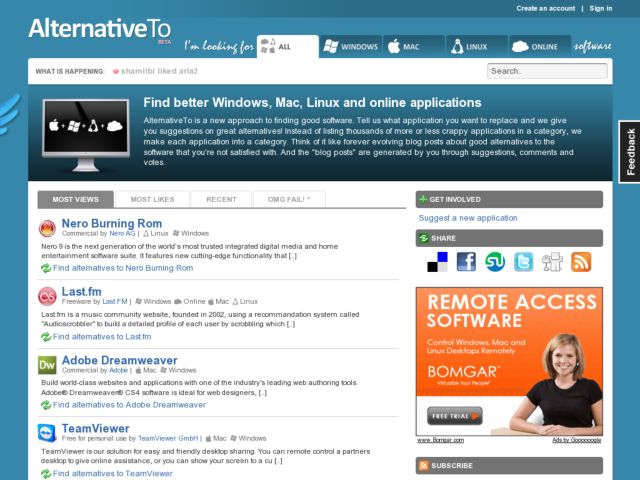 Create an account | Sign in
AlternativeTo
BETA
I'm looking for
ALL
WINDOWS
MAC
LINUX
ONLINE
software
WHAT IS HAPPENING: shamilbi liked aria2
Search..
Find better Windows, Mac, Linux and online applications
AlternativeTo is a new approach to finding good software. Tell us what application you want to replace and we give
you suggestions on great alternatives! Instead of listing thousands of more or less crappy applications in a category, we
make each application into a category. Think of it like forever evolving blog posts about good alternatives to the
software that you're not satisfied with. And the "blog posts" are generated by you through suggestions, comments and
votes.
Feedback
MOST VIEWS
MOST LIKES
RECENT
OMG FAIL! *
Nero Burning Rom
Commercial by Nero AG | Linux Windows
Nero 9 is the next generation of the world's most trusted integrated digital media and home
entertainment software suite. It features new cutting-edge functionality that [..]
Find alternatives to Nero Burning Rom
Last.fm
Freeware by Last.FM | Windows Online Mac Linux
Last.fm is a music community website, founded in 2002, using a recommandation system called
"Audioscrobbler" to build a detailed profile of each user by scrobbling which [..]
Find alternatives to Last.fm
Adobe Dreamweaver
Commercial by Adobe | Mac Windows
Build world-class websites and applications with one of the industry's leading web authoring tools.
Adobe® Dreamweaver® CS4 software is ideal for web designers, [..]
Find alternatives to Adobe Dreamweaver
TeamViewer
Free for personal use by TeamViewer GmbH | Mac Windows
TeamViewer is our solution for easy and friendly desktop sharing. You can remote control a partners
desktop to give online assistance, or you can show your screen to a cu [..]
Find alternatives to TeamViewer
GET INVOLVED
Suggest a new application
SHARE
REMOTE ACCESS
SOFTWARE
Control Windows, Mac and
Linux Desktops Remotely
BOMGAR
Virtualize Your People
FREE TRIAL
www.Bomgar.com
Ads by Goooooogle
SUBSCRIBE